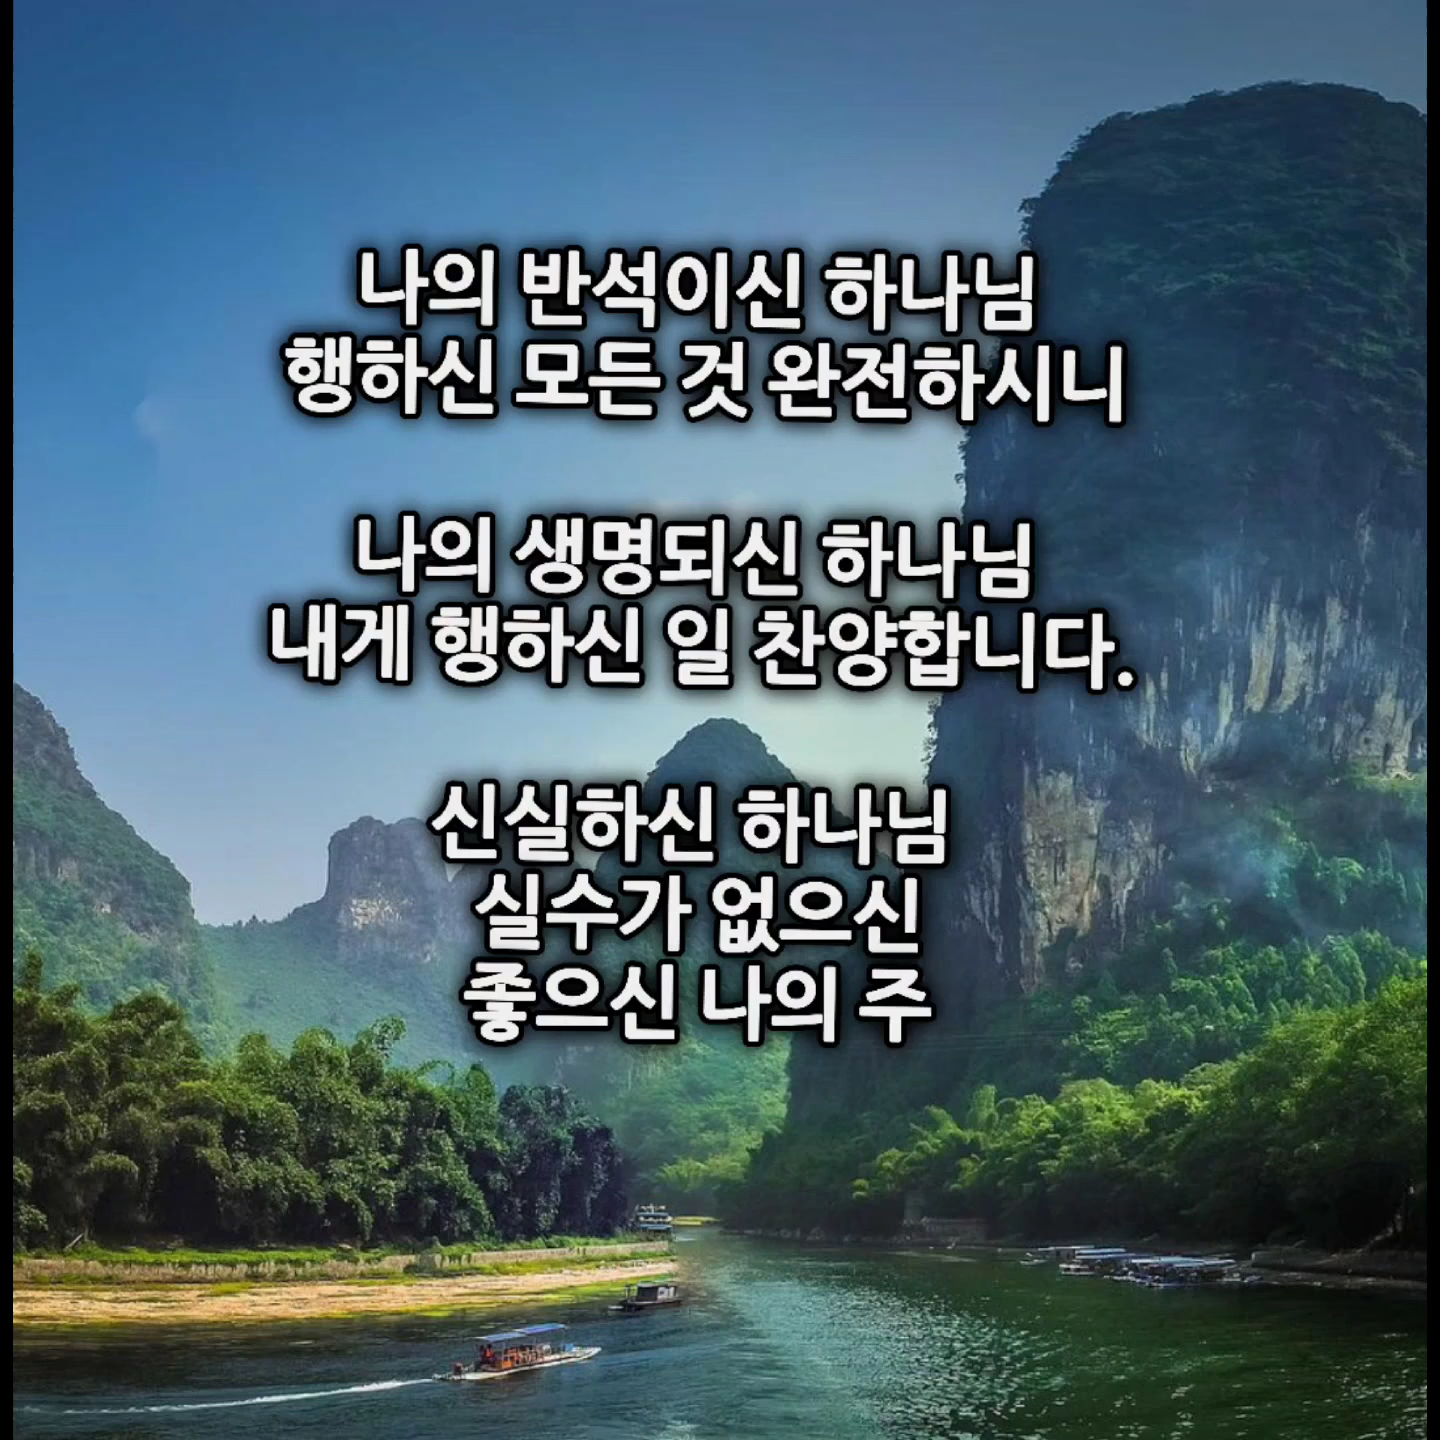 나의 반석이신 하나님
행하신 모든 것 완전하시니
나의 생명되신 하나님
내게 행하신 일 찬양합니다.
신실하신 하나님
실수가 없으신
좋으신 나의 주